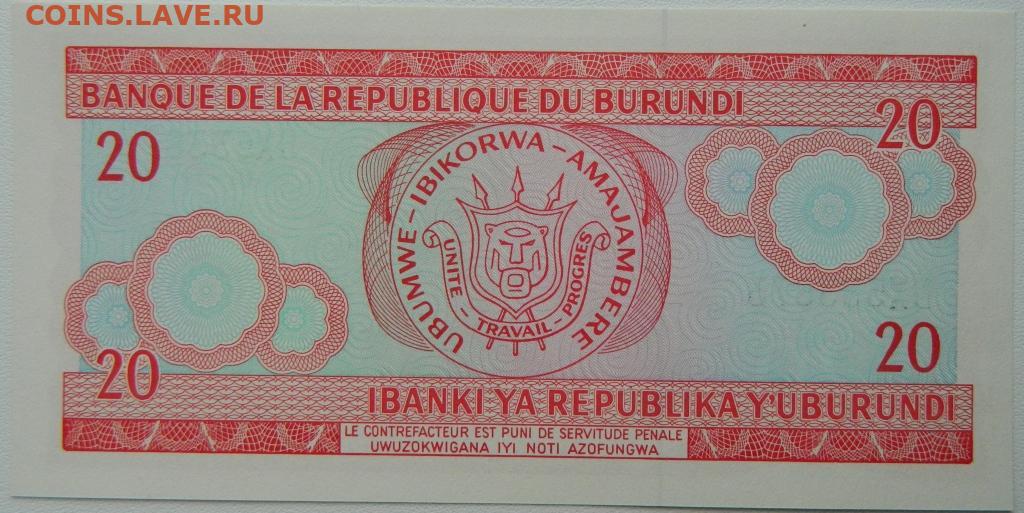 COINS.LAVE.RU
BANQUE DE LA REPUBLIQUE DU BURUNDI
20
20
UBUMWE - IBIKORWA - AMAJAMBERE
UNITE - TRAVAIL - PROGRES
20
20
IBANKI YA REPUBLIKA Y'UBURUNDI
LE CONTREFACTEUR EST PUNI DE SERVITUDE PENALE
UWUZOKWIGANA IYI NOTI AZOFUNGWA